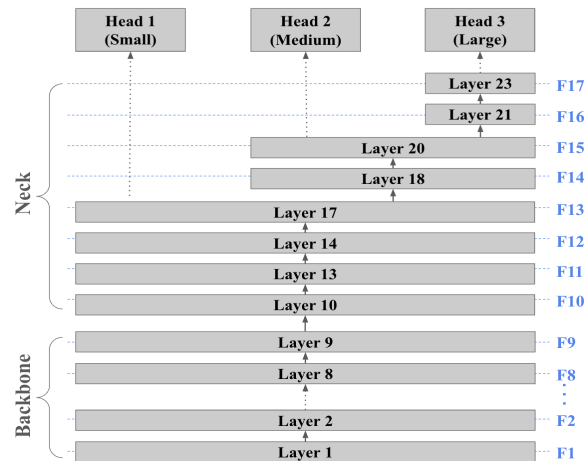 Head 1
(Small)
Head 2
(Medium)
Head 3
(Large)
Layer 23
F17
Layer 21
F16
Layer 20
F15
Layer 18
F14
Layer 17
F13
Layer 14
F12
Layer 13
F11
Layer 10
F10
Neck
Layer 9
F9
Layer 8
F8
Layer 2
F2
Layer 1
F1
Backbone